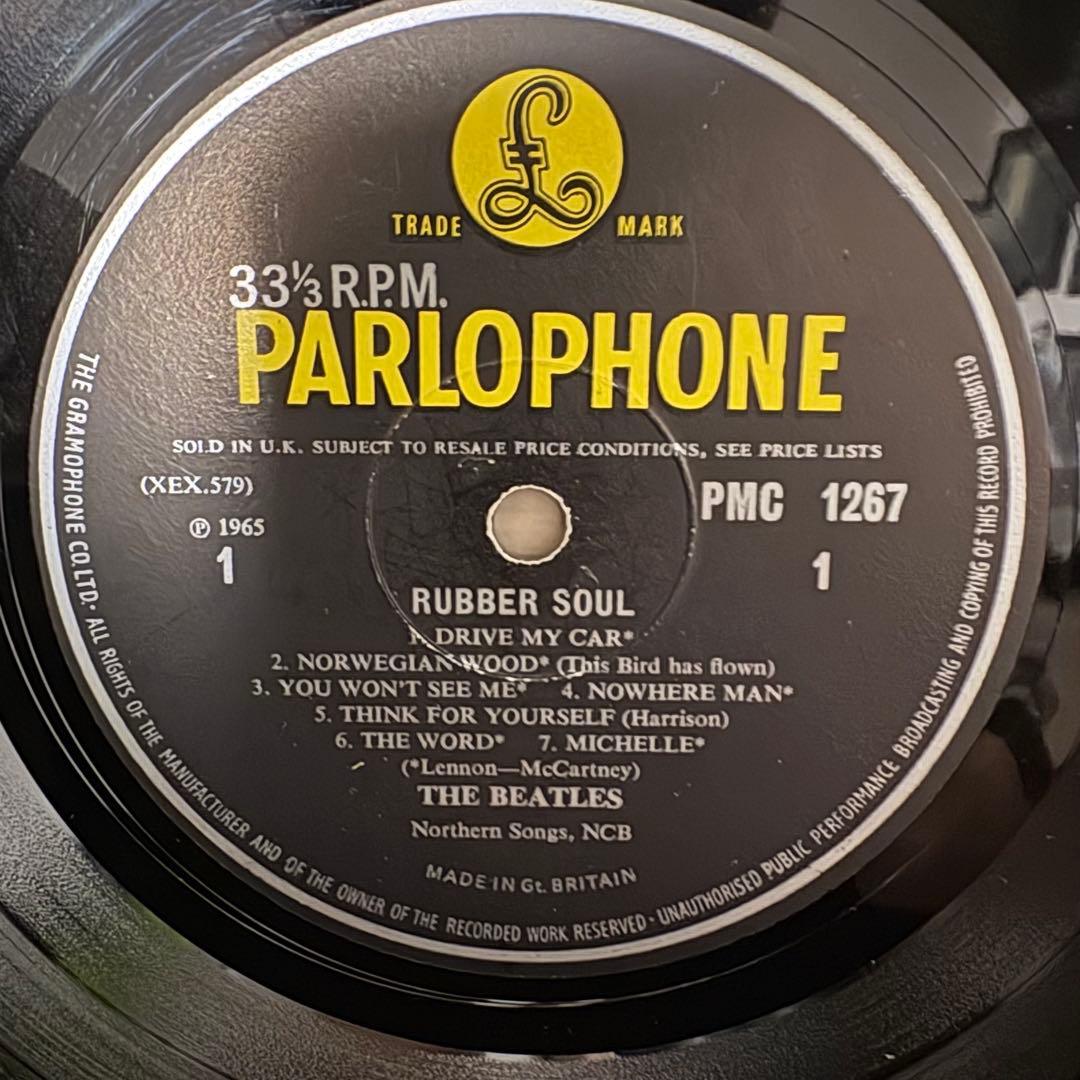 £
TRADE MARK
33⅓ R.P.M.
PARLOPHONE
SOLD IN U.K. SUBJECT TO RESALE PRICE CONDITIONS, SEE PRICE LISTS
(XEX.579)
PMC 1267
℗ 1965
1
1
RUBBER SOUL
1. DRIVE MY CAR*
2. NORWEGIAN WOOD* (This Bird has flown)
3. YOU WON'T SEE ME* 4. NOWHERE MAN*
5. THINK FOR YOURSELF (Harrison)
6. THE WORD* 7. MICHELLE*
(*Lennon—McCartney)
THE BEATLES
Northern Songs, NCB
MADE IN Gt. BRITAIN
THE GRAMOPHONE CO. LTD. · ALL RIGHTS OF THE MANUFACTURER AND OF THE OWNER OF THE RECORDED WORK RESERVED · UNAUTHORISED PUBLIC PERFORMANCE BROADCASTING AND COPYING OF THIS RECORD PROHIBITED